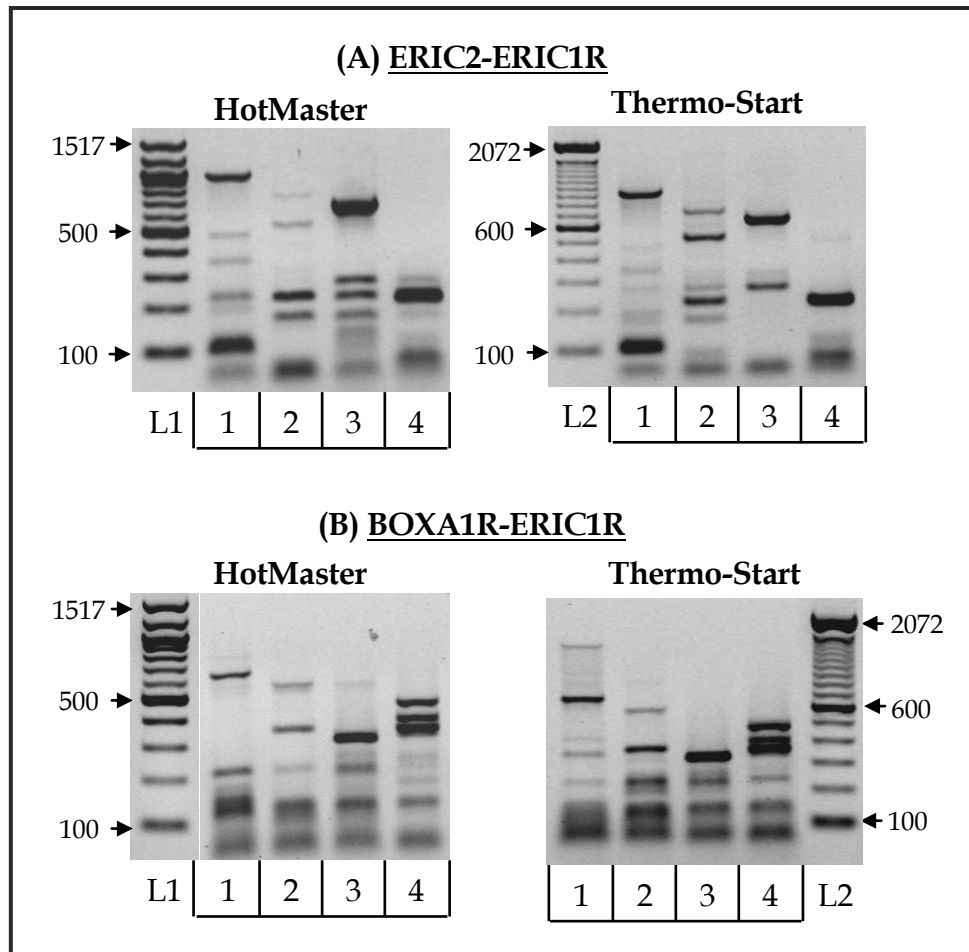 (A) ERIC2-ERIC1R
HotMaster
Thermo-Start
1517
500
100
L1 1 2 3 4
2072
600
100
L2 1 2 3 4
(B) BOXA1R-ERIC1R
HotMaster
Thermo-Start
1517
500
100
L1 1 2 3 4
2072
600
100
1 2 3 4 L2